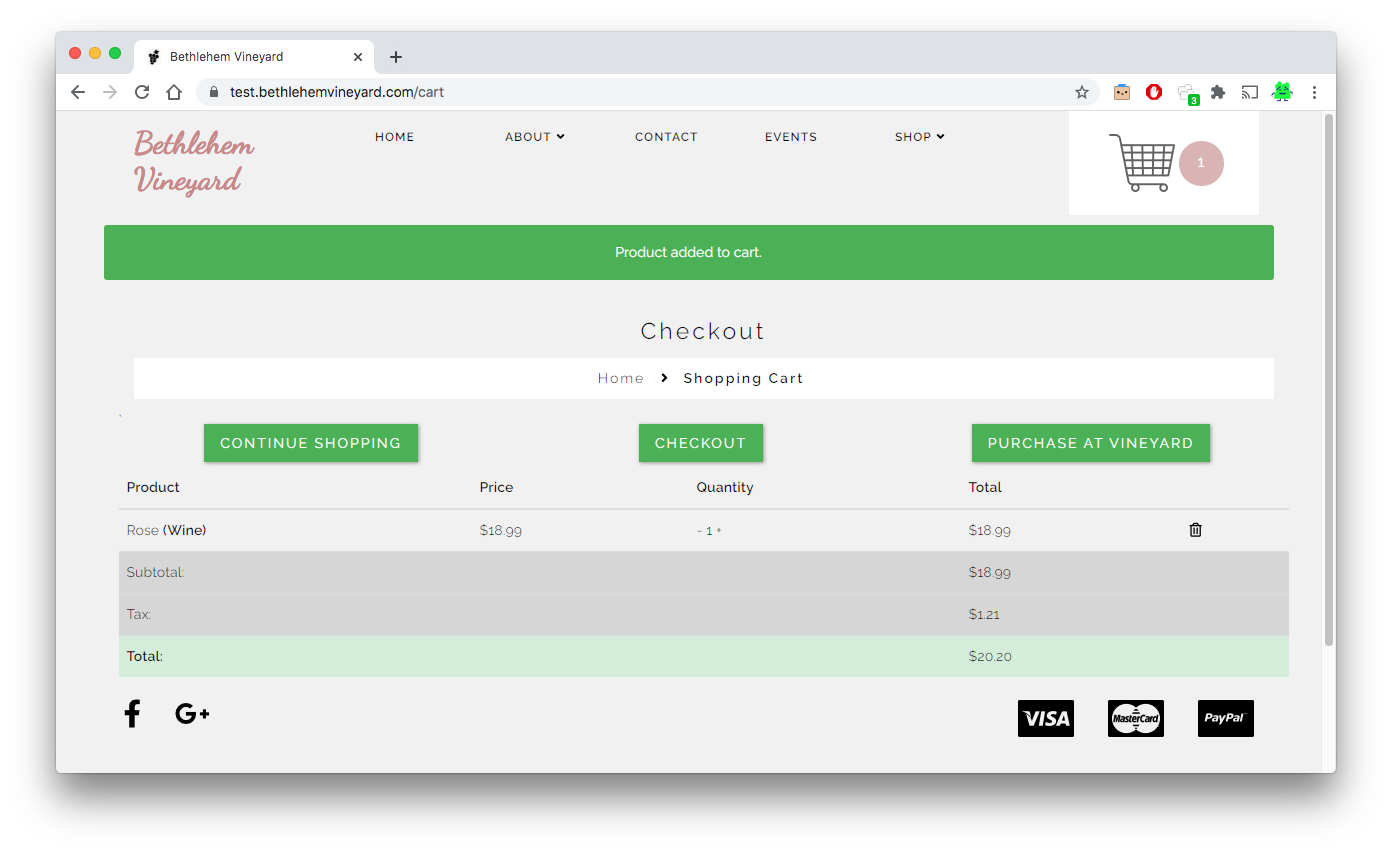 Bethlehem Vineyard
test.bethlehemvineyard.com/cart
3
Bethlehem
Vineyard
HOME ABOUT CONTACT EVENTS SHOP
1
Product added to cart.
Checkout
Home Shopping Cart
CONTINUE SHOPPING CHECKOUT PURCHASE AT VINEYARD
Product Price Quantity Total
Rose (Wine) $18.99 - 1 + $18.99
Subtotal: $18.99
Tax: $1.21
Total: $20.20
VISA MasterCard PayPal